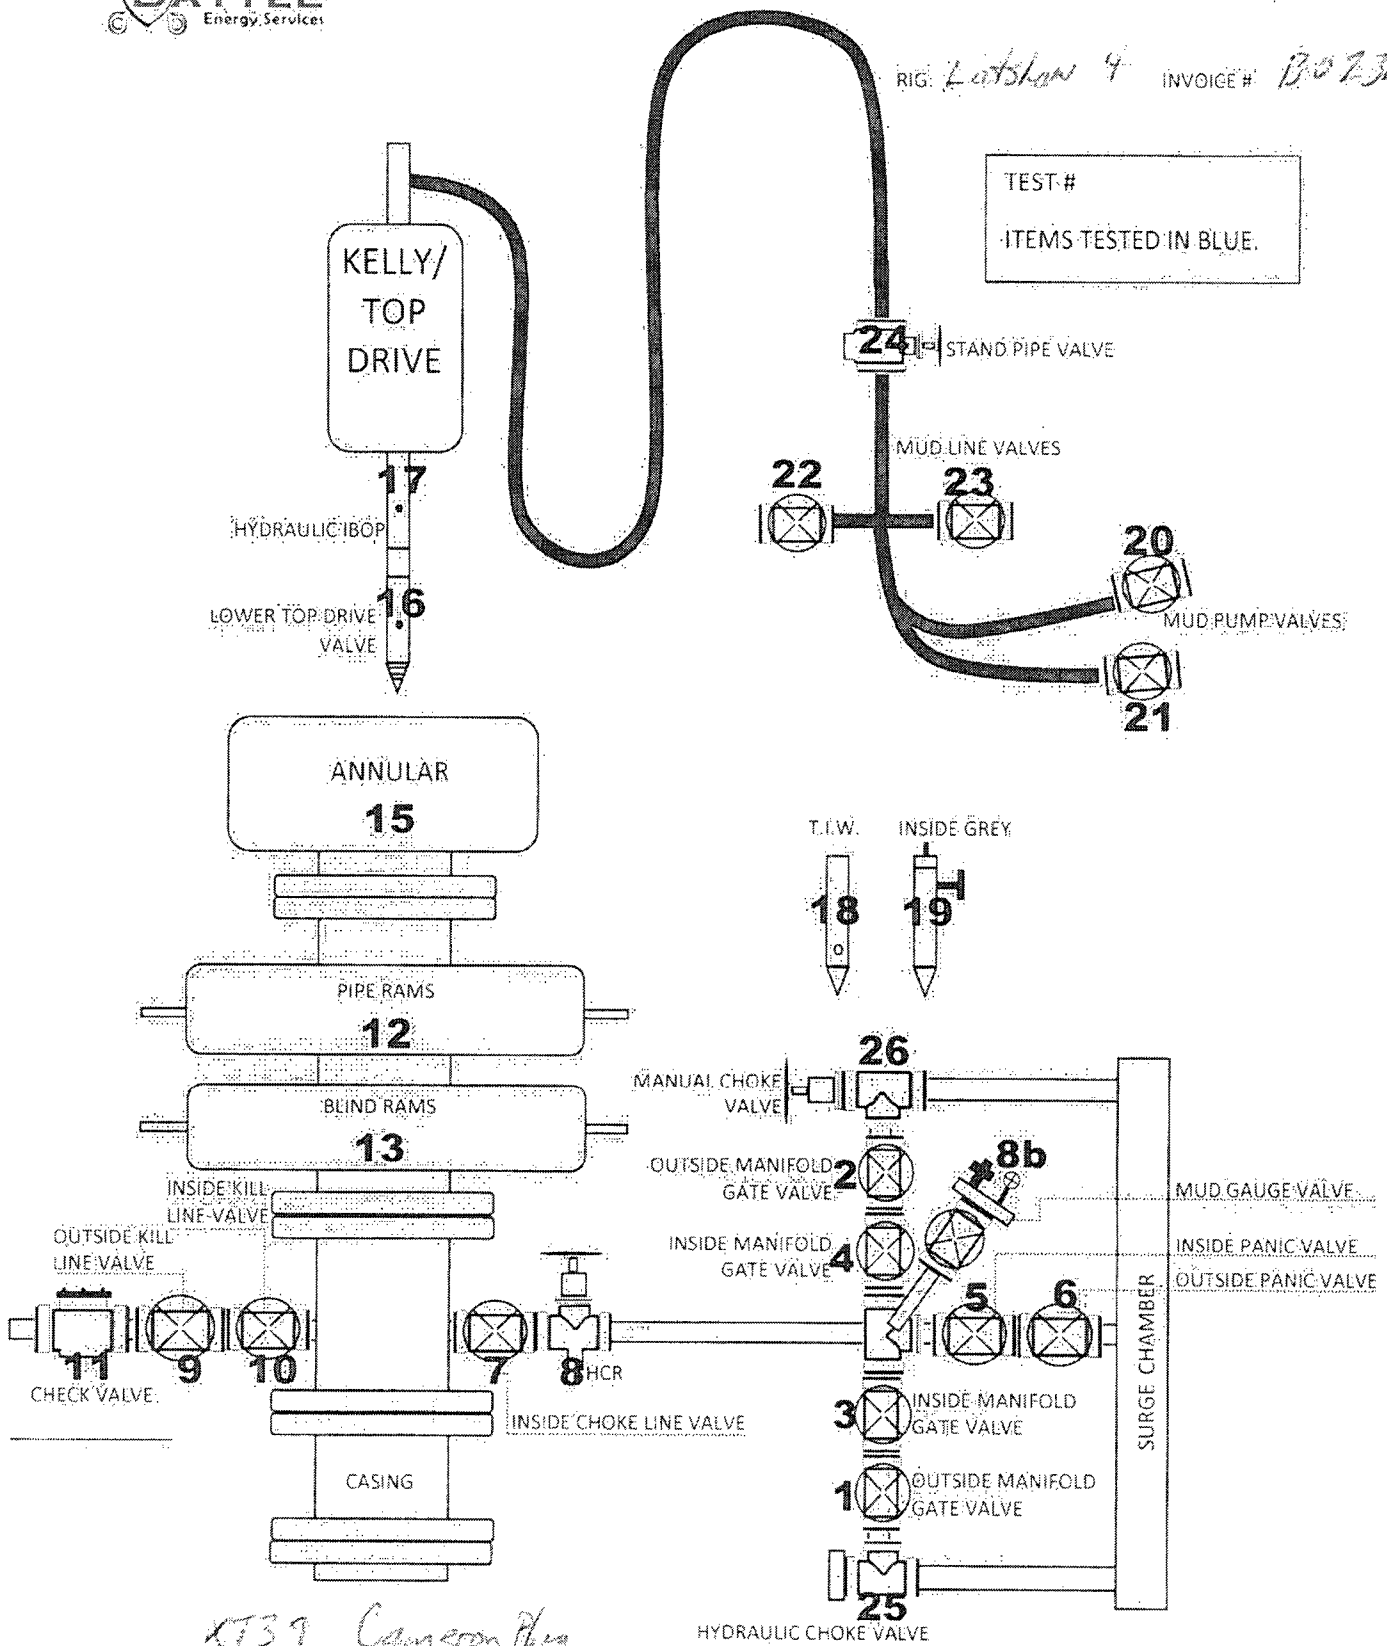 Energy Services
RIG: Latshaw 4 INVOICE #
TEST #
ITEMS TESTED IN BLUE.
KELLY/
TOP
DRIVE
24
STAND PIPE VALVE
MUD LINE VALVES
22
23
17
HYDRAULIC IBOP
20
16
LOWER TOP DRIVE
VALVE
MUD PUMP VALVES
21
ANNULAR
15
T.I.W.
INSIDE GREY
18
19
PIPE RAMS
12
26
MANUAL CHOKE
VALVE
BLIND RAMS
13
OUTSIDE MANIFOLD
GATE VALVE
2
8b
MUD GAUGE VALVE
INSIDE KILL
LINE VALVE
OUTSIDE KILL
LINE VALVE
INSIDE MANIFOLD
GATE VALVE
4
INSIDE PANIC VALVE
OUTSIDE PANIC VALVE
5
6
11
9
10
7
8
HCR
CHECK VALVE
INSIDE CHOKE LINE VALVE
3
INSIDE MANIFOLD
GATE VALVE
SURGE CHAMBER
CASING
1
OUTSIDE MANIFOLD
GATE VALVE
25
HYDRAULIC CHOKE VALVE
Cameron Plug